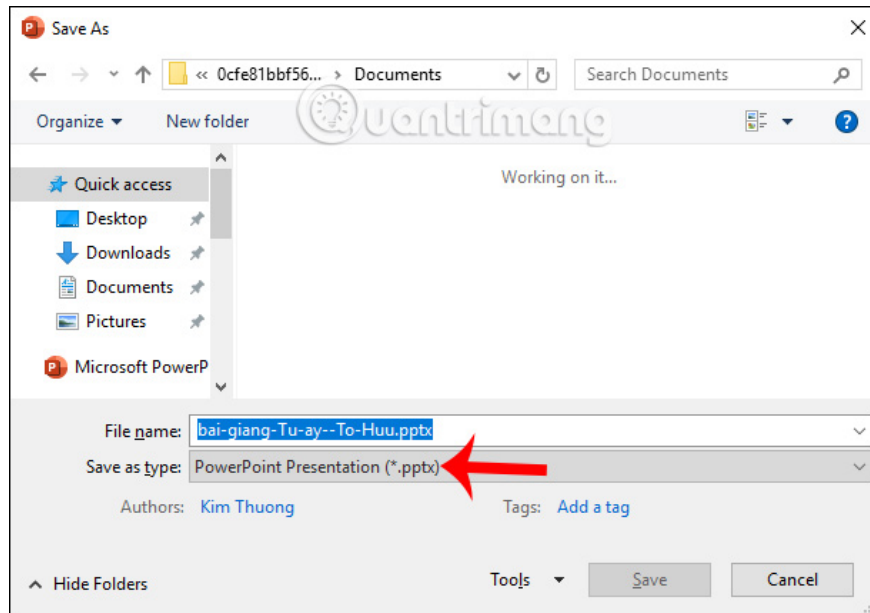 Save As
« 0cfe81bbf56... › Documents
Search Documents
Organize
New folder
Quantrimang
Working on it...
Quick access
Desktop
Downloads
Documents
Pictures
Microsoft PowerP
File name: bai-giang-Tu-ay--To-Huu.pptx
Save as type: PowerPoint Presentation (*.pptx)
Authors: Kim Thuong Tags: Add a tag
Hide Folders Tools Save Cancel